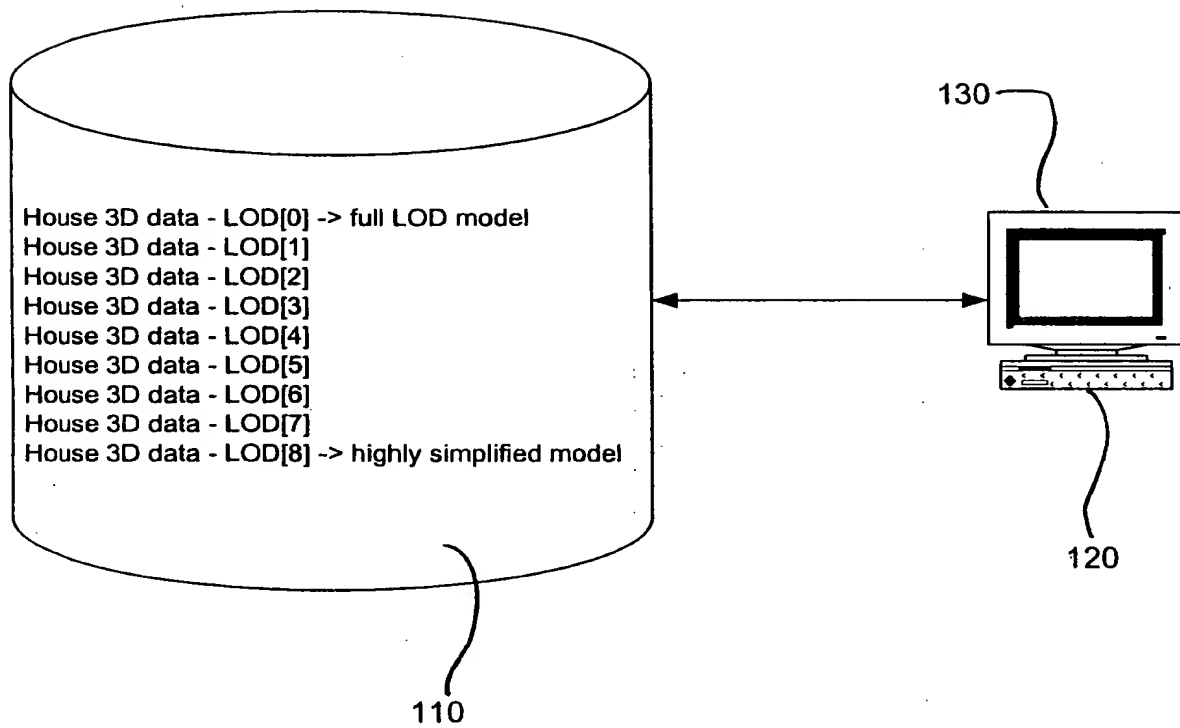 130
House 3D data - LOD[0] -> full LOD model
House 3D data - LOD[1]
House 3D data - LOD[2]
House 3D data - LOD[3]
House 3D data - LOD[4]
House 3D data - LOD[5]
House 3D data - LOD[6]
House 3D data - LOD[7]
House 3D data - LOD[8] -> highly simplified model
120
110